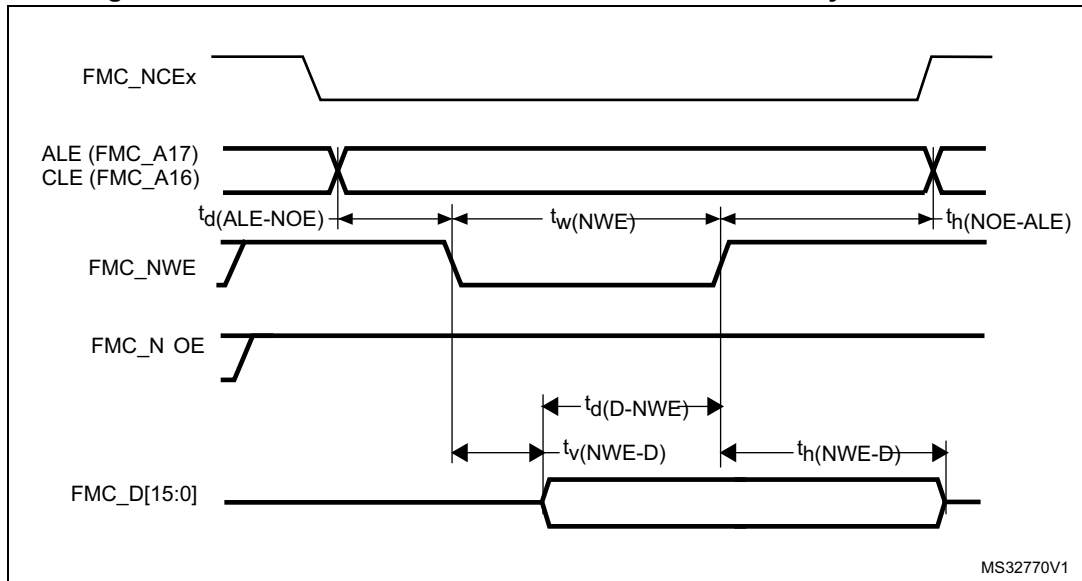 FMC_NCEx
ALE (FMC_A17)
CLE (FMC_A16)
td(ALE-NOE) tw(NWE) th(NOE-ALE)
FMC_NWE
FMC_N OE
td(D-NWE)
tv(NWE-D) th(NWE-D)
FMC_D[15:0]
MS32770V1